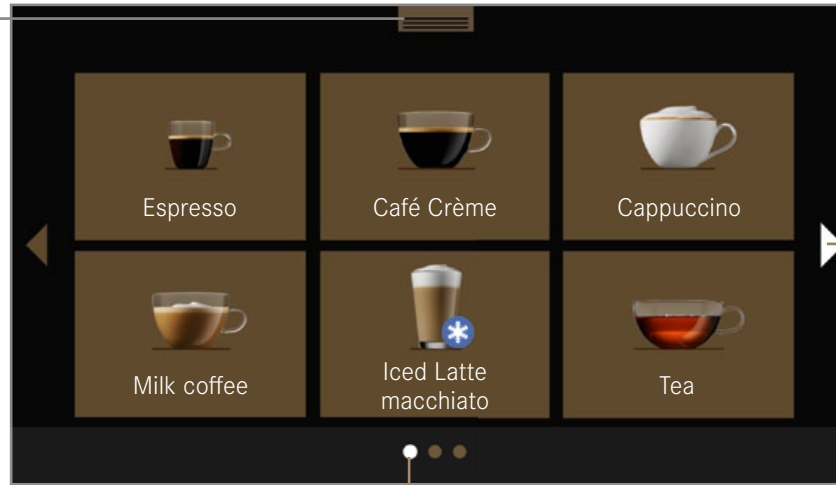 Espresso
Café Crème
Cappuccino
Milk coffee
Iced Latte
macchiato
Tea